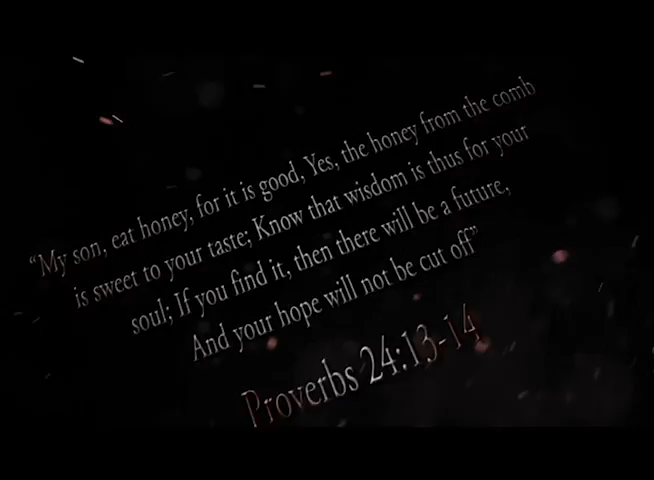 “My son, eat honey, for it is good, Yes, the honey from the comb
is sweet to your taste; Know that wisdom is thus for your
soul; If you find it, then there will be a future,
And your hope will not be cut off”
Proverbs 24:13-14